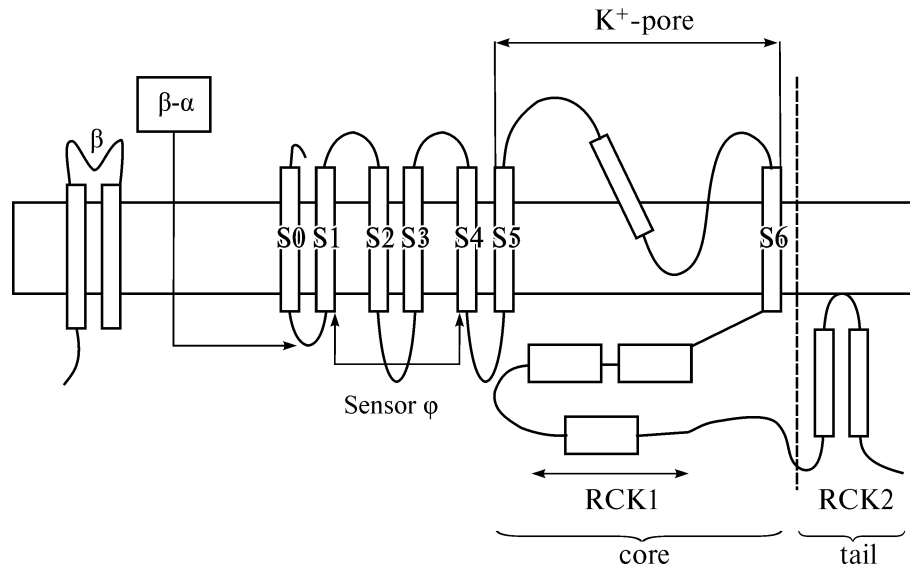 K⁺-pore
β-α
β
S0 S1 S2 S3 S4 S5 S6
Sensor φ
RCK1 RCK2
core tail